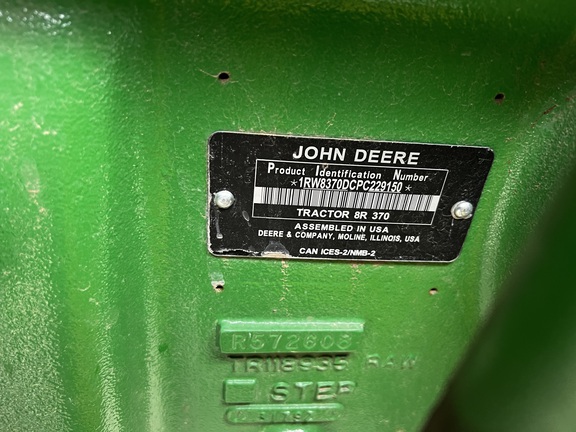 JOHN DEERE
Product Identification Number
*1RW8370DCPC229150*
TRACTOR 8R 370
ASSEMBLED IN USA
DEERE & COMPANY, MOLINE, ILLINOIS, USA
CAN ICES-2/NMB-2
R572608
STEP